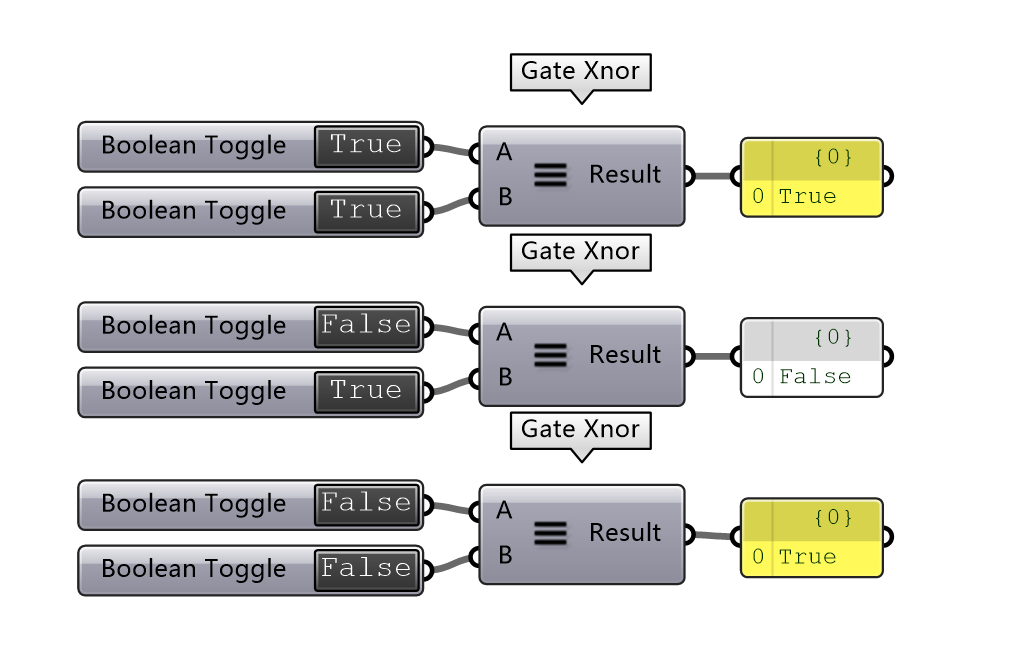 Gate Xnor
Boolean Toggle True
Boolean Toggle True
A
B
Result
{0}
0 True
Gate Xnor
Boolean Toggle False
Boolean Toggle True
A
B
Result
{0}
0 False
Gate Xnor
Boolean Toggle False
Boolean Toggle False
A
B
Result
{0}
0 True